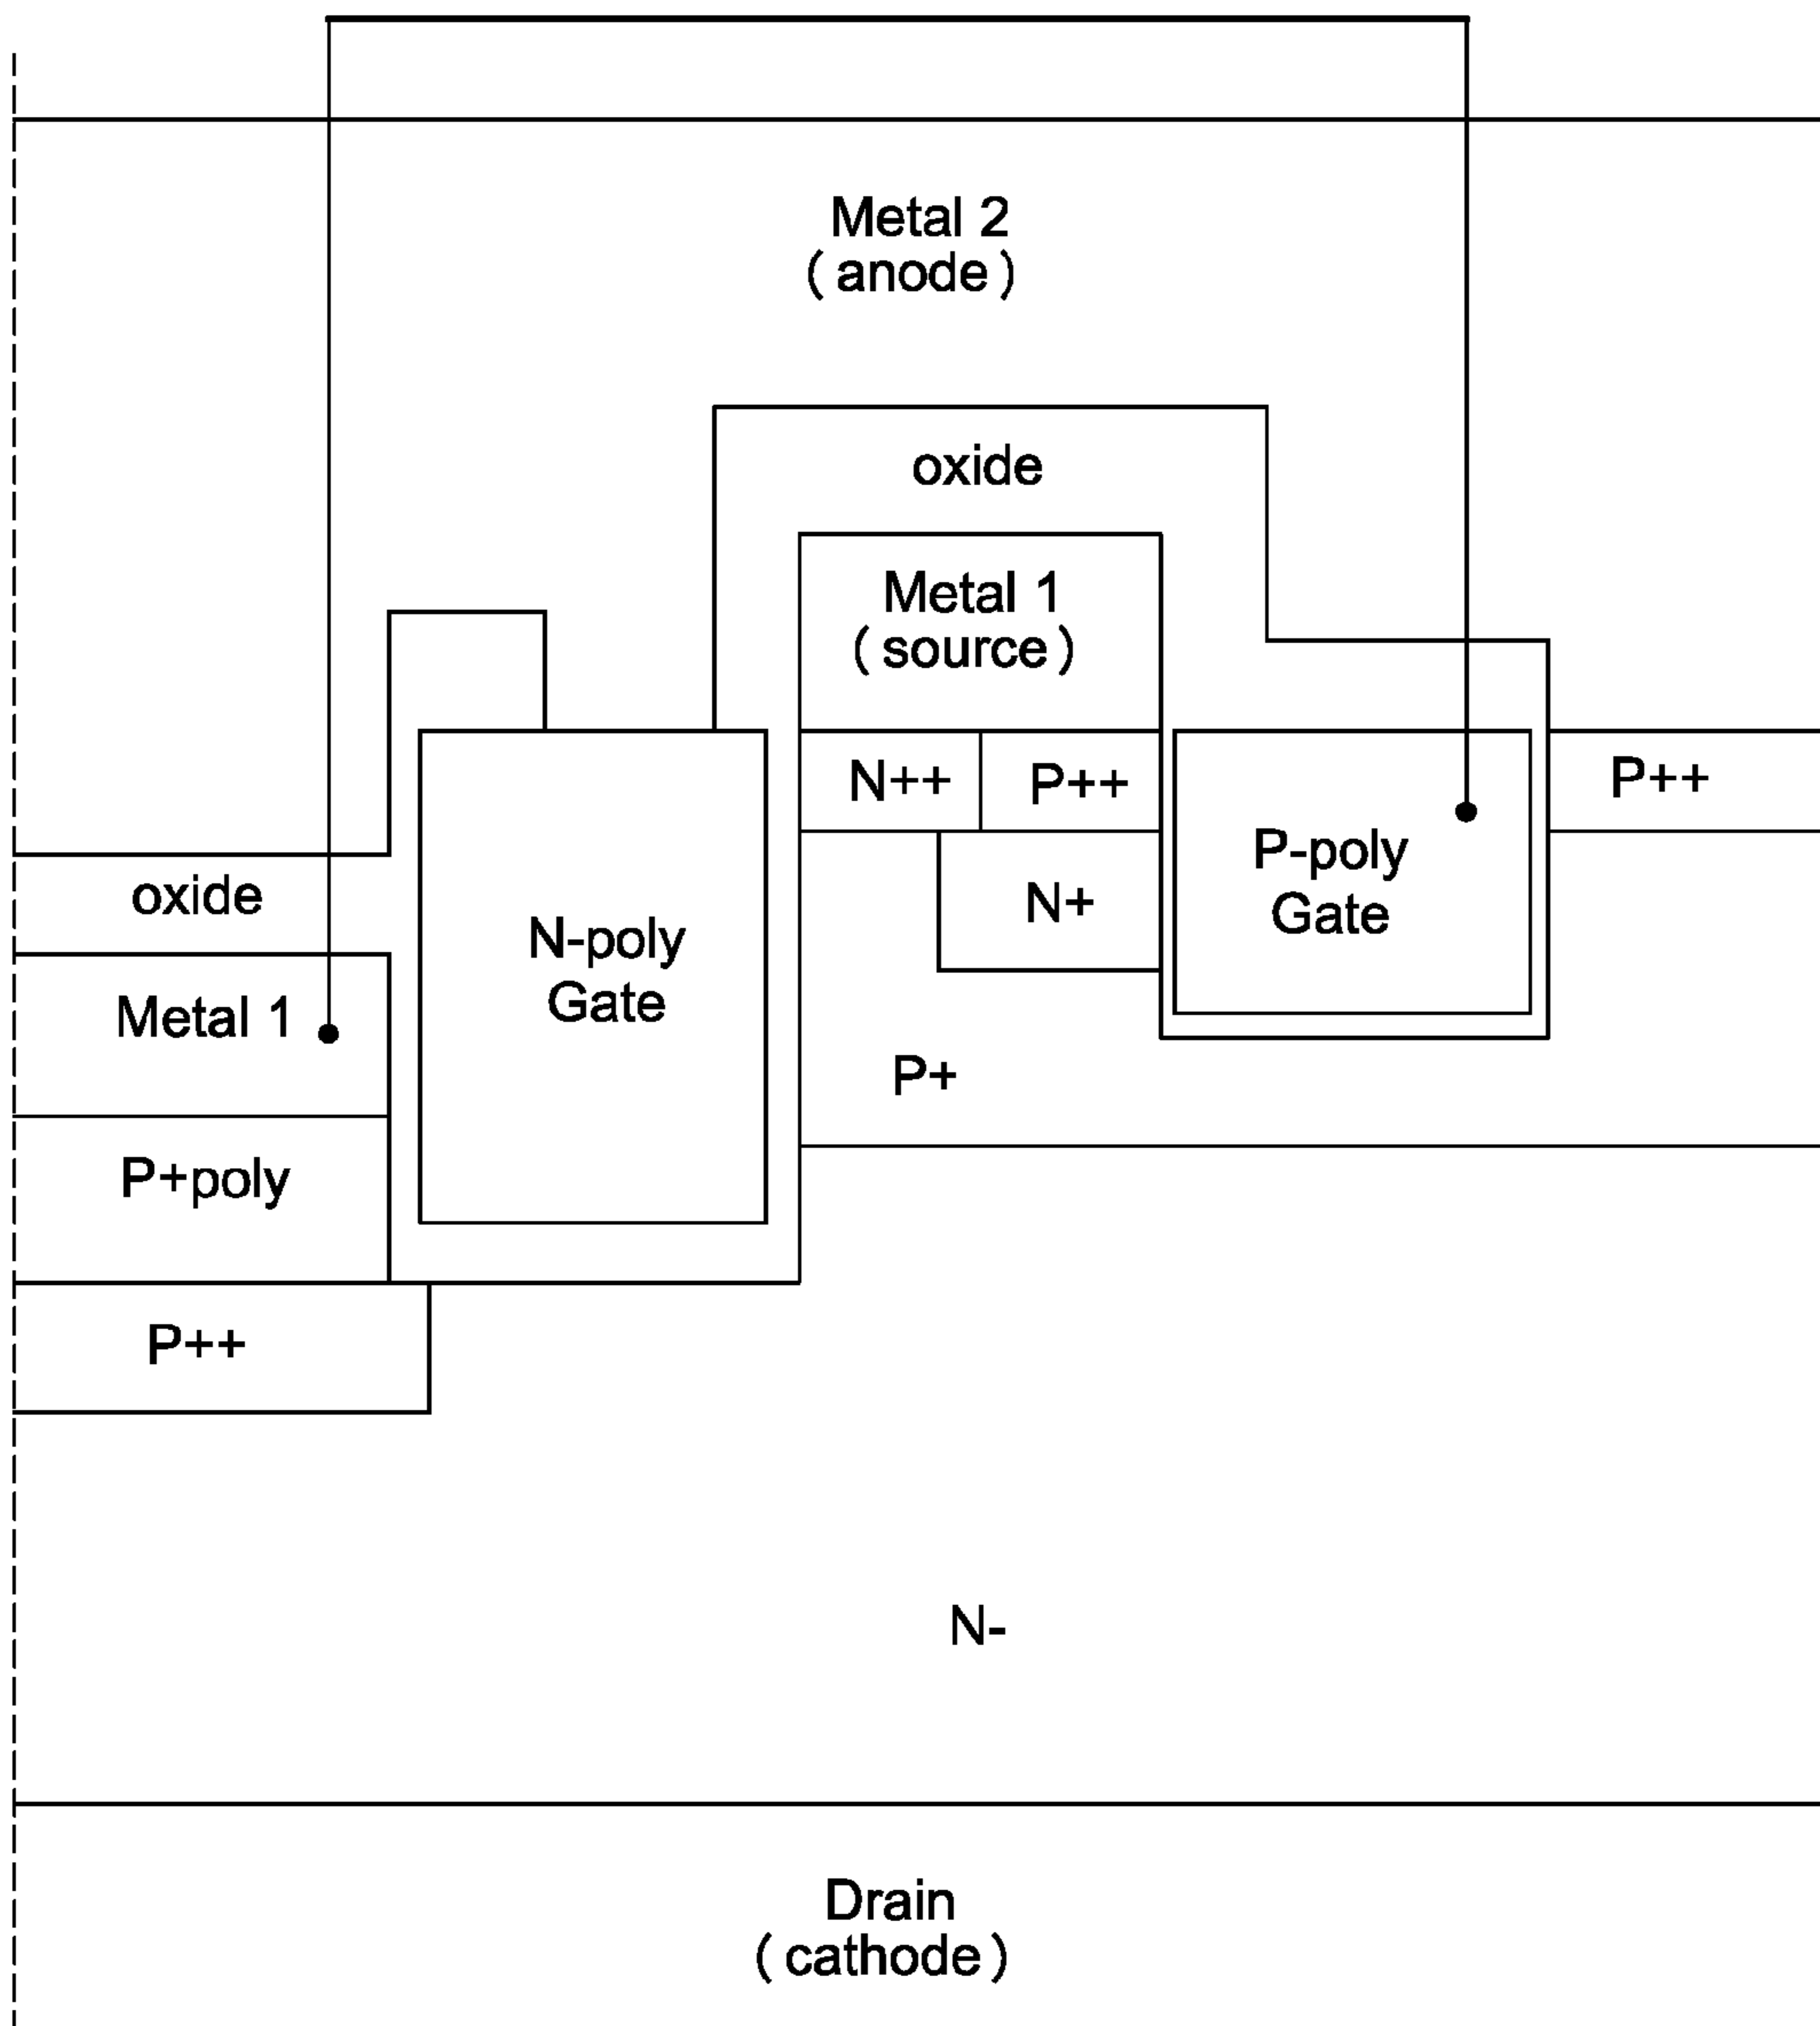 Metal 2
(anode)
oxide
Metal 1
(source)
N++
P++
P++
P-poly
Gate
oxide
N+
N-poly
Gate
Metal 1
P+
P+poly
P++
N-
Drain
(cathode)